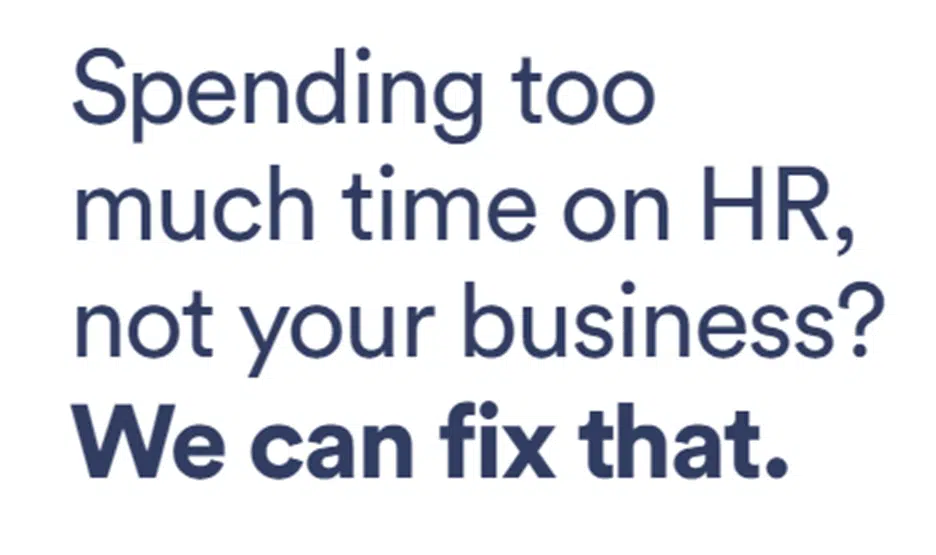 Spending too
much time on HR,
not your business?
We can fix that.